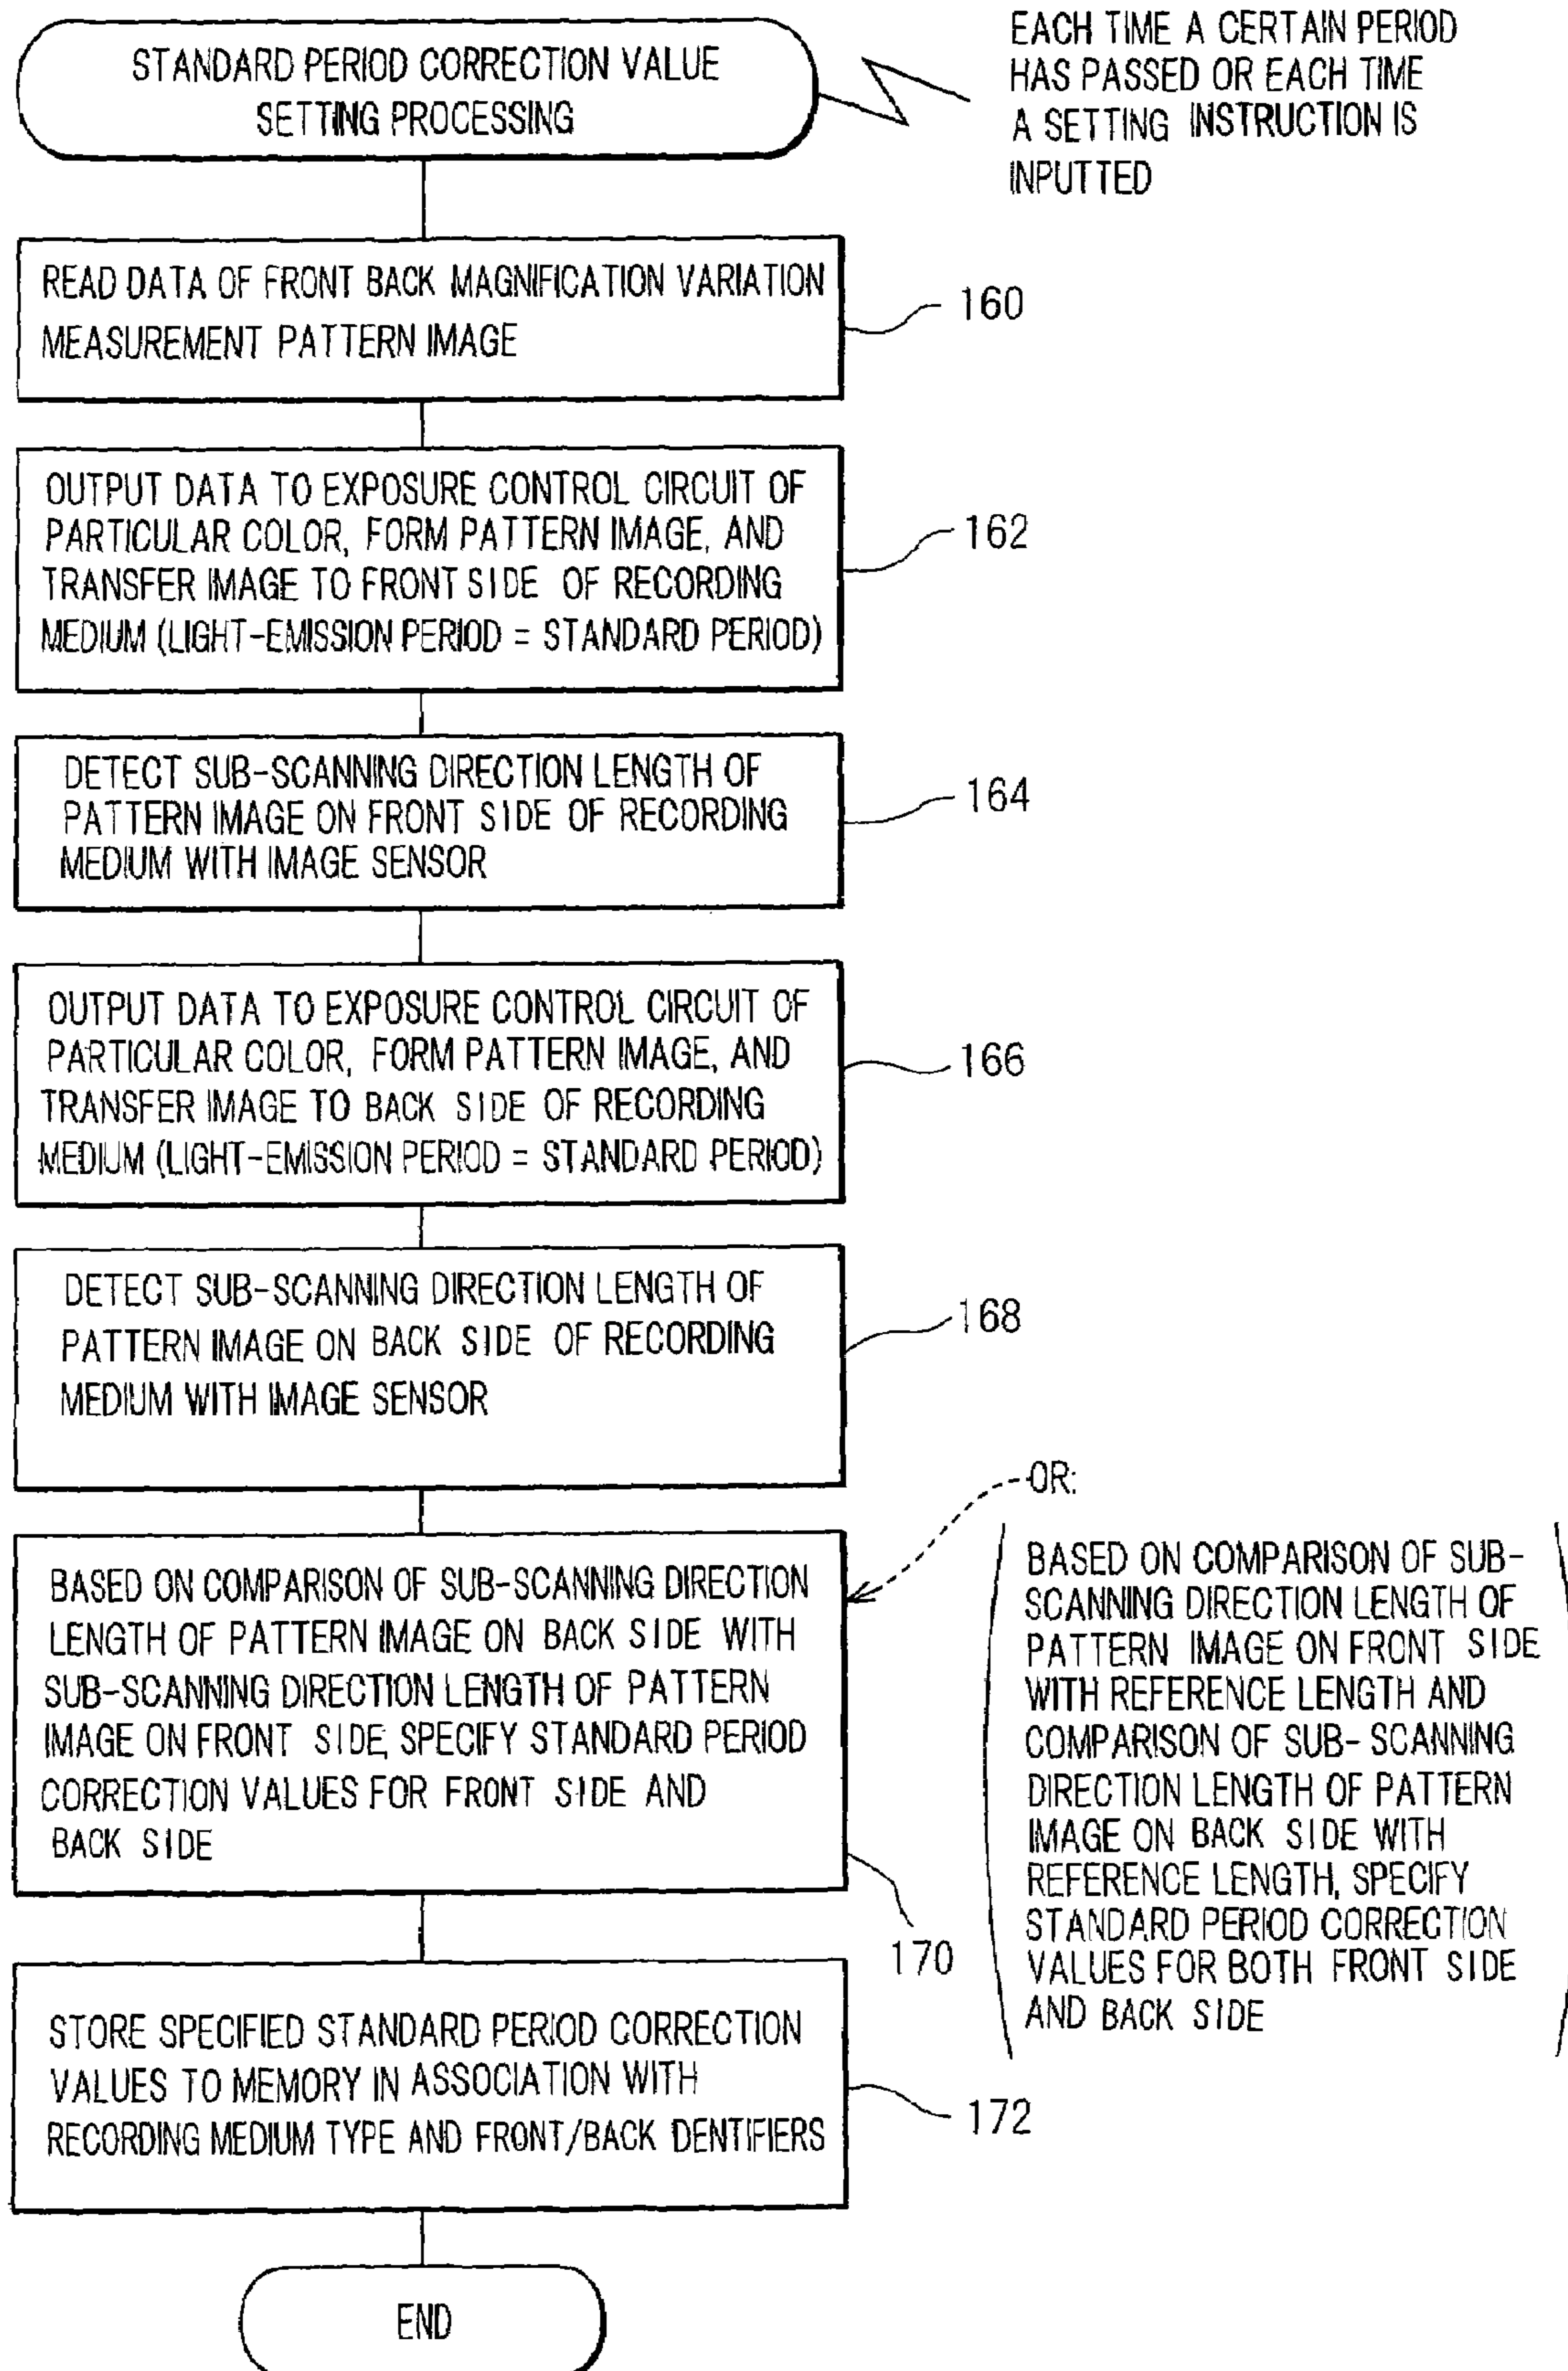 STANDARD PERIOD CORRECTION VALUE
SETTING PROCESSING
EACH TIME A CERTAIN PERIOD
HAS PASSED OR EACH TIME
A SETTING INSTRUCTION IS
INPUTTED
READ DATA OF FRONT BACK MAGNIFICATION VARIATION
MEASUREMENT PATTERN IMAGE
160
OUTPUT DATA TO EXPOSURE CONTROL CIRCUIT OF
PARTICULAR COLOR, FORM PATTERN IMAGE, AND
TRANSFER IMAGE TO FRONT SIDE OF RECORDING
MEDIUM (LIGHT-EMISSION PERIOD = STANDARD PERIOD)
162
DETECT SUB-SCANNING DIRECTION LENGTH OF
PATTERN IMAGE ON FRONT SIDE OF RECORDING
MEDIUM WITH IMAGE SENSOR
164
OUTPUT DATA TO EXPOSURE CONTROL CIRCUIT OF
PARTICULAR COLOR, FORM PATTERN IMAGE, AND
TRANSFER IMAGE TO BACK SIDE OF RECORDING
MEDIUM (LIGHT-EMISSION PERIOD = STANDARD PERIOD)
166
DETECT SUB-SCANNING DIRECTION LENGTH OF
PATTERN IMAGE ON BACK SIDE OF RECORDING
MEDIUM WITH IMAGE SENSOR
168
BASED ON COMPARISON OF SUB-SCANNING DIRECTION
LENGTH OF PATTERN IMAGE ON BACK SIDE WITH
SUB-SCANNING DIRECTION LENGTH OF PATTERN
IMAGE ON FRONT SIDE, SPECIFY STANDARD PERIOD
CORRECTION VALUES FOR FRONT SIDE AND
BACK SIDE
170
OR:
BASED ON COMPARISON OF SUB-
SCANNING DIRECTION LENGTH OF
PATTERN IMAGE ON FRONT SIDE
WITH REFERENCE LENGTH AND
COMPARISON OF SUB- SCANNING
DIRECTION LENGTH OF PATTERN
IMAGE ON BACK SIDE WITH
REFERENCE LENGTH, SPECIFY
STANDARD PERIOD CORRECTION
VALUES FOR BOTH FRONT SIDE
AND BACK SIDE
STORE SPECIFIED STANDARD PERIOD CORRECTION
VALUES TO MEMORY IN ASSOCIATION WITH
RECORDING MEDIUM TYPE AND FRONT/BACK DENTIFIERS
172
END